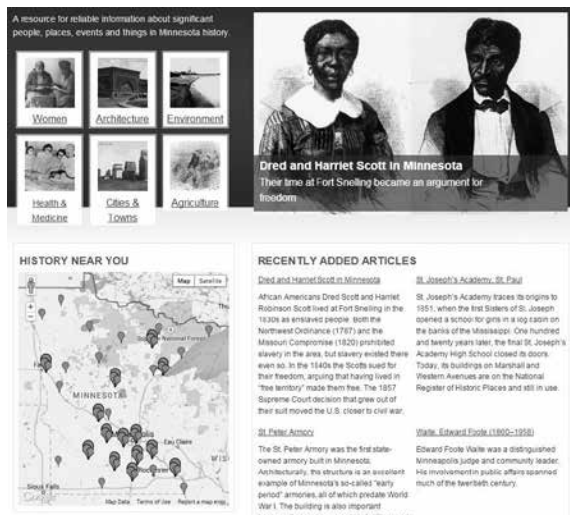 A resource for reliable information about significant
people, places, events and things in Minnesota history.
Women
Architecture
Environment
Health &
Medicine
Cities &
Towns
Agriculture
Dred and Harriet Scott in Minnesota
Their time at Fort Snelling became an argument for
freedom
HISTORY NEAR YOU
Map
Satellite
National Forest
MINNESOTA
Eau Claire
WIS
Rochester
Sioux Falls
Map Data
Terms of Use
Report a map error
RECENTLY ADDED ARTICLES
Dred and Harriet Scott in Minnesota
African Americans Dred Scott and Harriet
Robinson Scott lived at Fort Snelling in the
1830s as enslaved people. Both the
Northwest Ordinance (1787) and the
Missouri Compromise (1820) prohibited
slavery in the area, but slavery existed there
even so. In the 1840s the Scotts sued for
their freedom, arguing that having lived in
"free territory" made them free. The 1857
Supreme Court decision that grew out of
their suit moved the U.S. closer to civil war.
St. Joseph's Academy, St. Paul
St. Joseph's Academy traces its origins to
1851, when the first Sisters of St. Joseph
opened a school for girls in a log cabin on
the banks of the Mississippi. One hundred
and twenty years later, the final St. Joseph's
Academy High School closed its doors.
Today, its buildings on Marshall and
Western Avenues are on the National
Register of Historic Places and still in use.
St. Peter Armory
The St. Peter Armory was the first state-
owned armory built in Minnesota.
Architecturally, the structure is an excellent
example of Minnesota's so-called "early
period" armories, all of which predate World
War I. The building is also important
Waite, Edward Foote (1860–1958)
Edward Foote Waite was a distinguished
Minneapolis judge and community leader.
His involvement in public affairs spanned
much of the twentieth century.